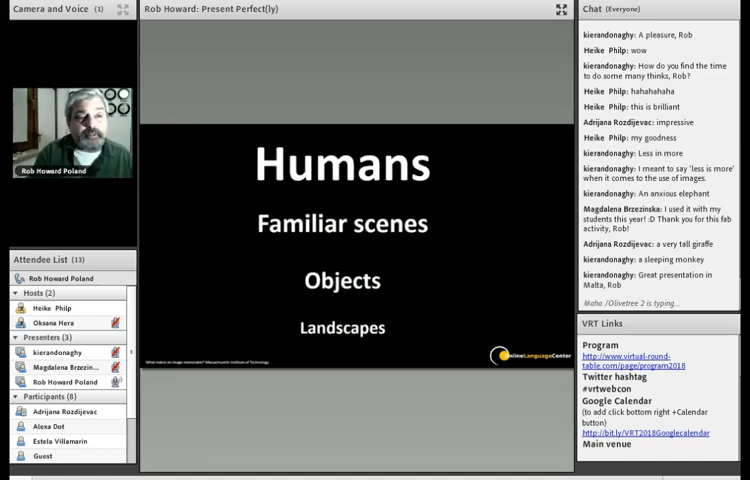 Camera and Voice (1)
Rob Howard Poland
Attendee List (13)
Rob Howard Poland
Hosts (2)
Heike Philp
Oksana Hera
Presenters (3)
kierandonaghy
Magdalena Brzezin...
Rob Howard Poland
Participants (8)
Adrijana Rozdijevac
Alexa Dot
Estela Villamarin
Guest
Rob Howard: Present Perfect(ly)
Humans
Familiar scenes
Objects
Landscapes
What makes an image memorable? Massachusetts Institute of Technology.
OnlineLanguageCenter
Chat (Everyone)
kierandonaghy: A pleasure, Rob
Heike Philp: wow
kierandonaghy: How do you find the time
to do some many thinks, Rob?
Heike Philp: hahahahaha
Heike Philp: this is brilliant
Adrijana Rozdijevac: impressive
Heike Philp: my goodness
kierandonaghy: Less in more
kierandonaghy: I meant to say 'less is more'
when it comes to the use of images.
kierandonaghy: An anxious elephant
Magdalena Brzezinska: I used it with my
students this year! :D Thank you for this fab
activity, Rob!
Adrijana Rozdijevac: a very tall giraffe
kierandonaghy: a sleeping monkey
kierandonaghy: Great presentation in
Malta, Rob
Moha /Olivetree 2 is typing...
VRT Links
Program
http://www.virtual-round-
table.com/page/program2018
Twitter hashtag
#vrtwebcon
Google Calendar
(to add click bottom right +Calendar
button)
http://bit.ly/VRT2018Googlecalendar
Main venue